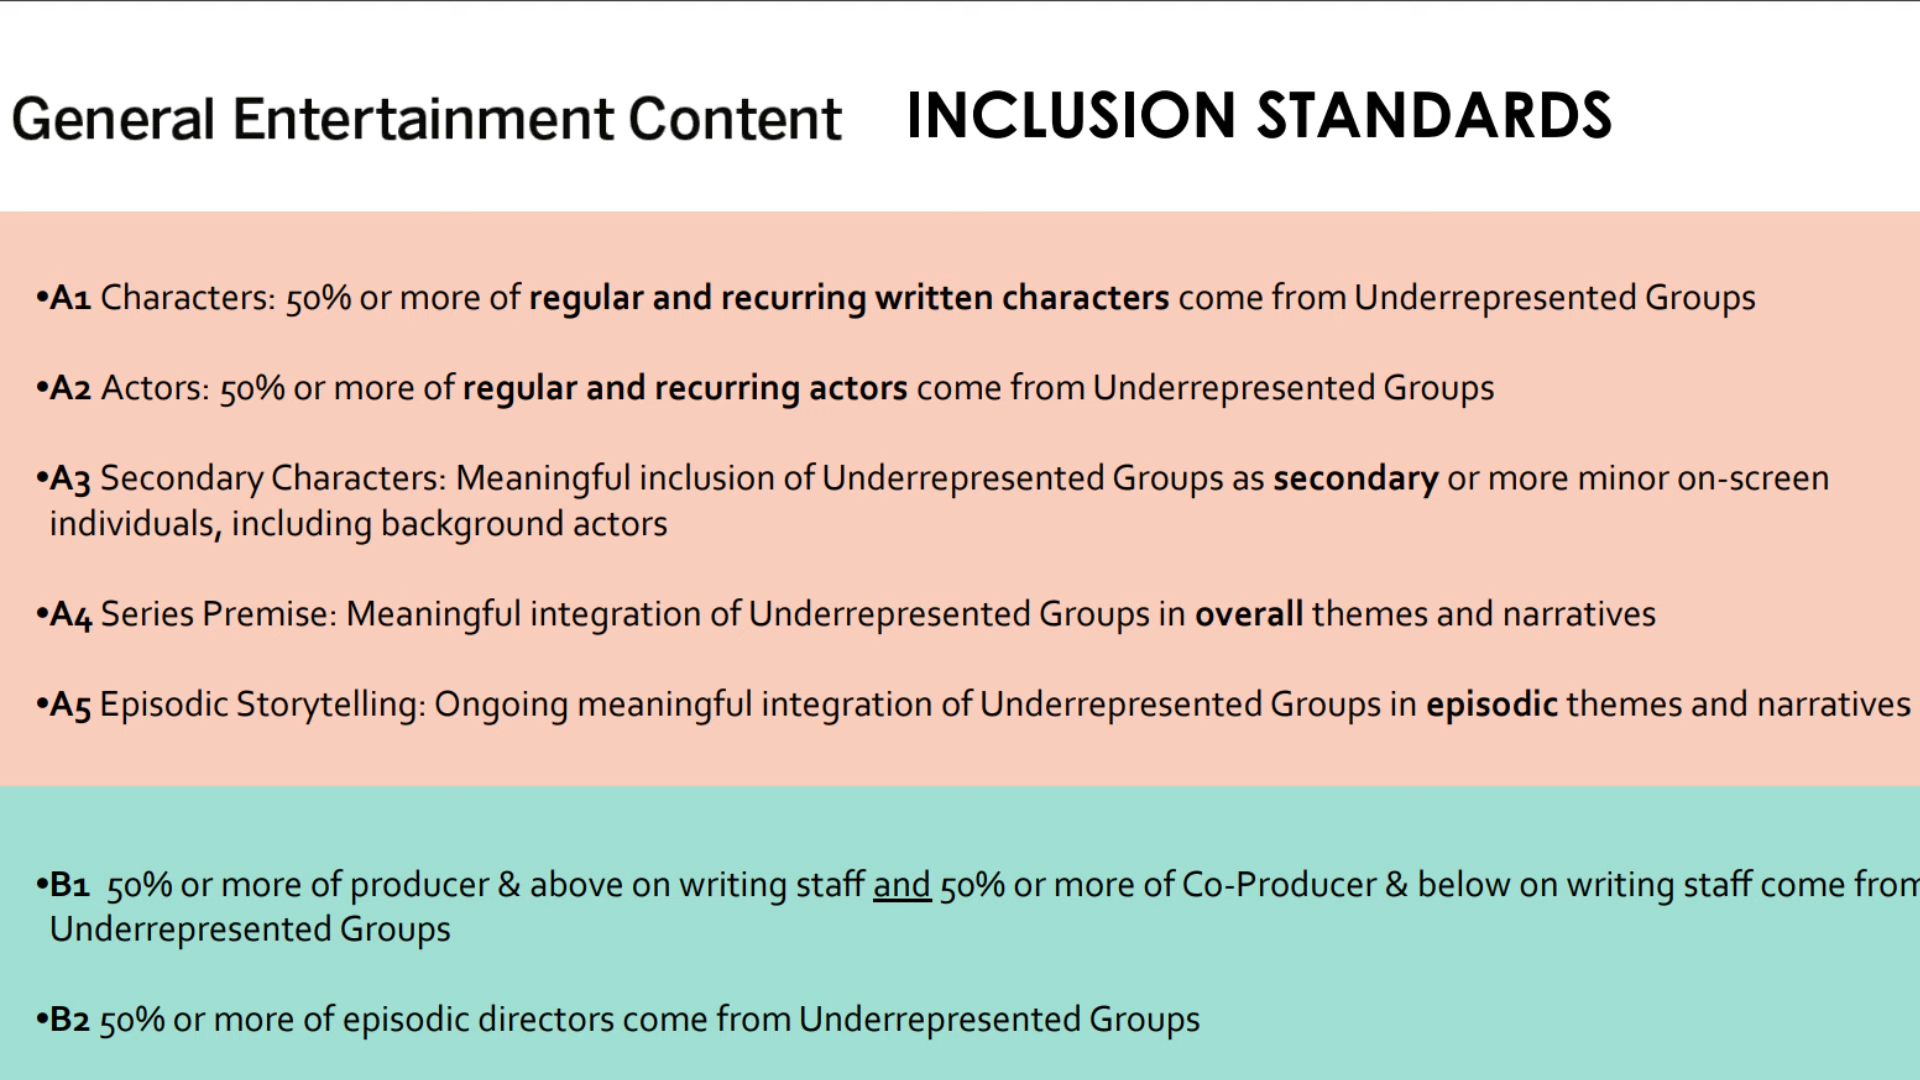 General Entertainment Content INCLUSION STANDARDS
•A1 Characters: 50% or more of regular and recurring written characters come from Underrepresented Groups
•A2 Actors: 50% or more of regular and recurring actors come from Underrepresented Groups
•A3 Secondary Characters: Meaningful inclusion of Underrepresented Groups as secondary or more minor on-screen
individuals, including background actors
•A4 Series Premise: Meaningful integration of Underrepresented Groups in overall themes and narratives
•A5 Episodic Storytelling: Ongoing meaningful integration of Underrepresented Groups in episodic themes and narratives
•B1 50% or more of producer & above on writing staff and 50% or more of Co-Producer & below on writing staff come from
Underrepresented Groups
•B2 50% or more of episodic directors come from Underrepresented Groups